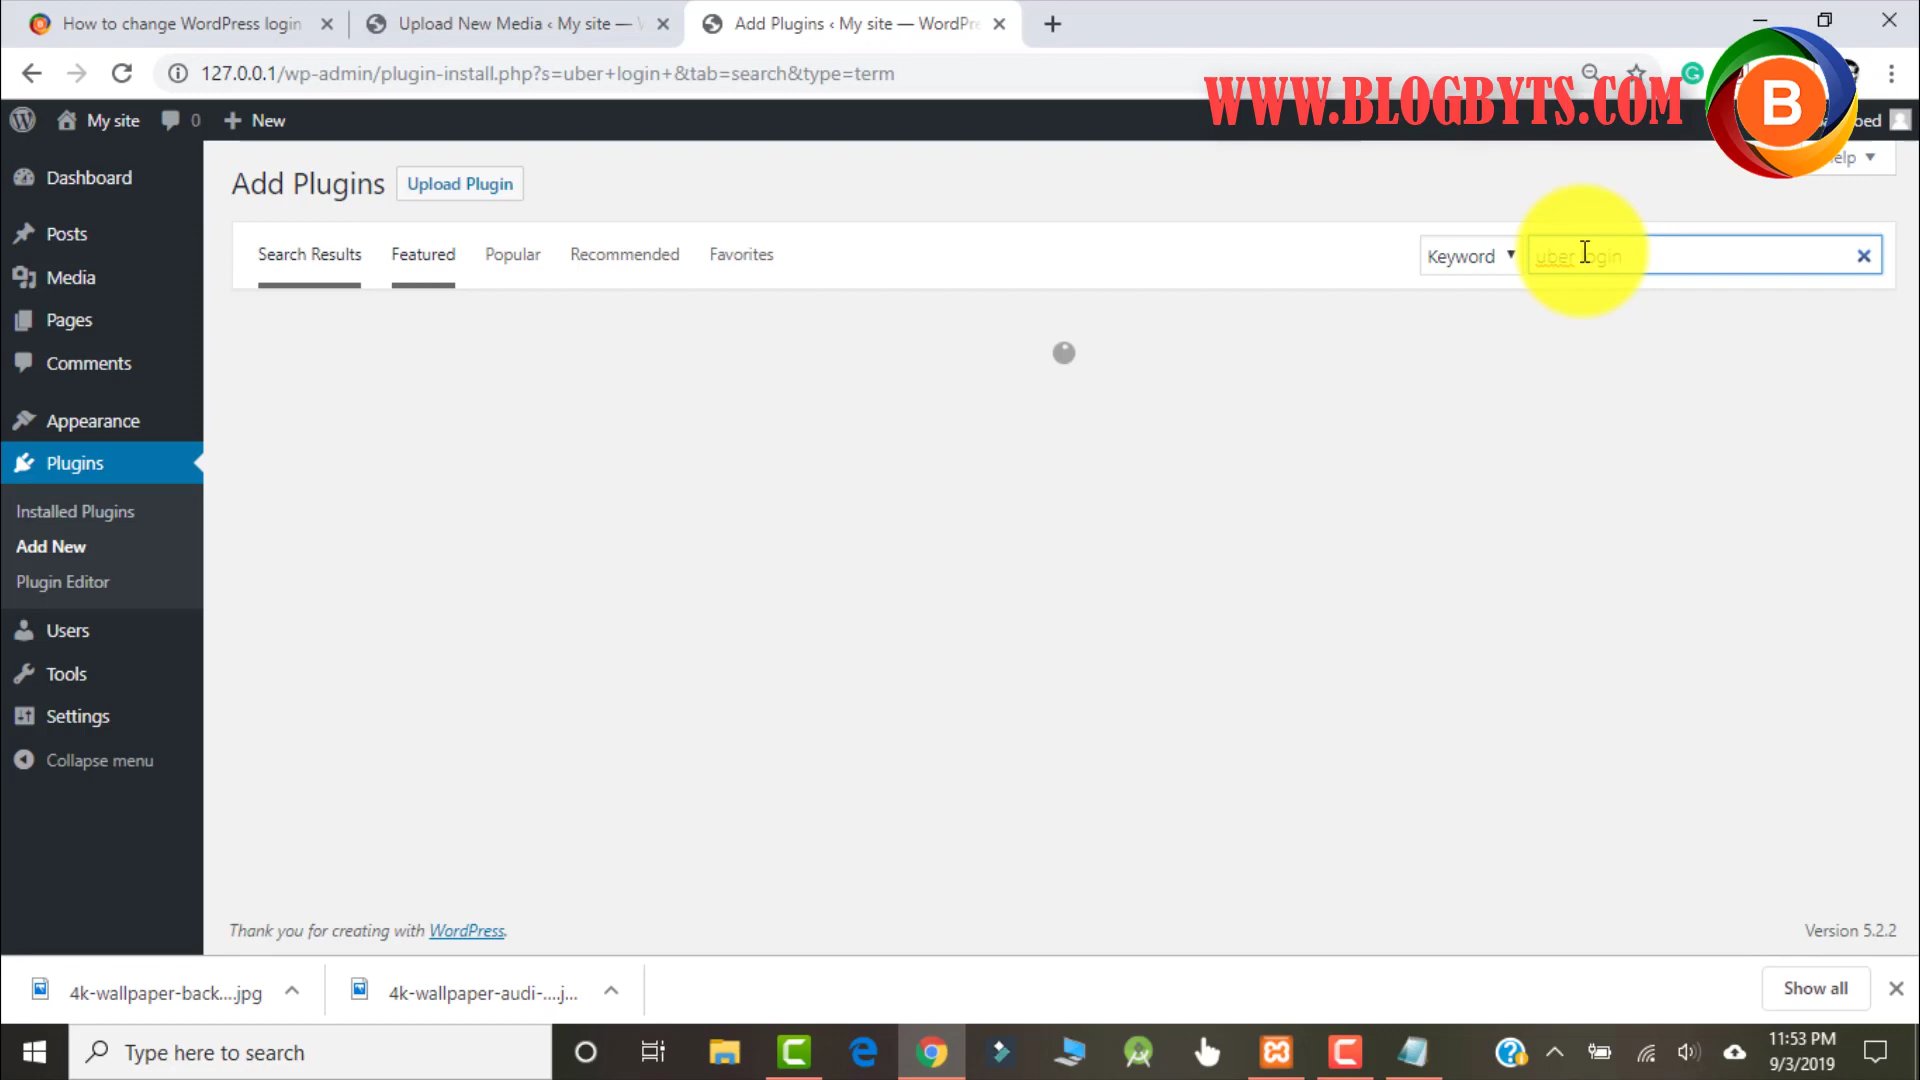 How to change WordPress login
Upload New Media ‹ My site —
Add Plugins ‹ My site — WordPre
127.0.0.1/wp-admin/plugin-install.php?s=uber+login+&tab=search&type=term
WWW.BLOGBYTS.COM
B
My site
0
New
Dashboard
Posts
Media
Pages
Comments
Appearance
Plugins
Installed Plugins
Add New
Plugin Editor
Users
Tools
Settings
Collapse menu
Add Plugins
Upload Plugin
Search Results
Featured
Popular
Recommended
Favorites
Keyword
uber login
Thank you for creating with WordPress.
Version 5.2.2
4k-wallpaper-back....jpg
4k-wallpaper-audi-....j...
Show all
Type here to search
11:53 PM
9/3/2019